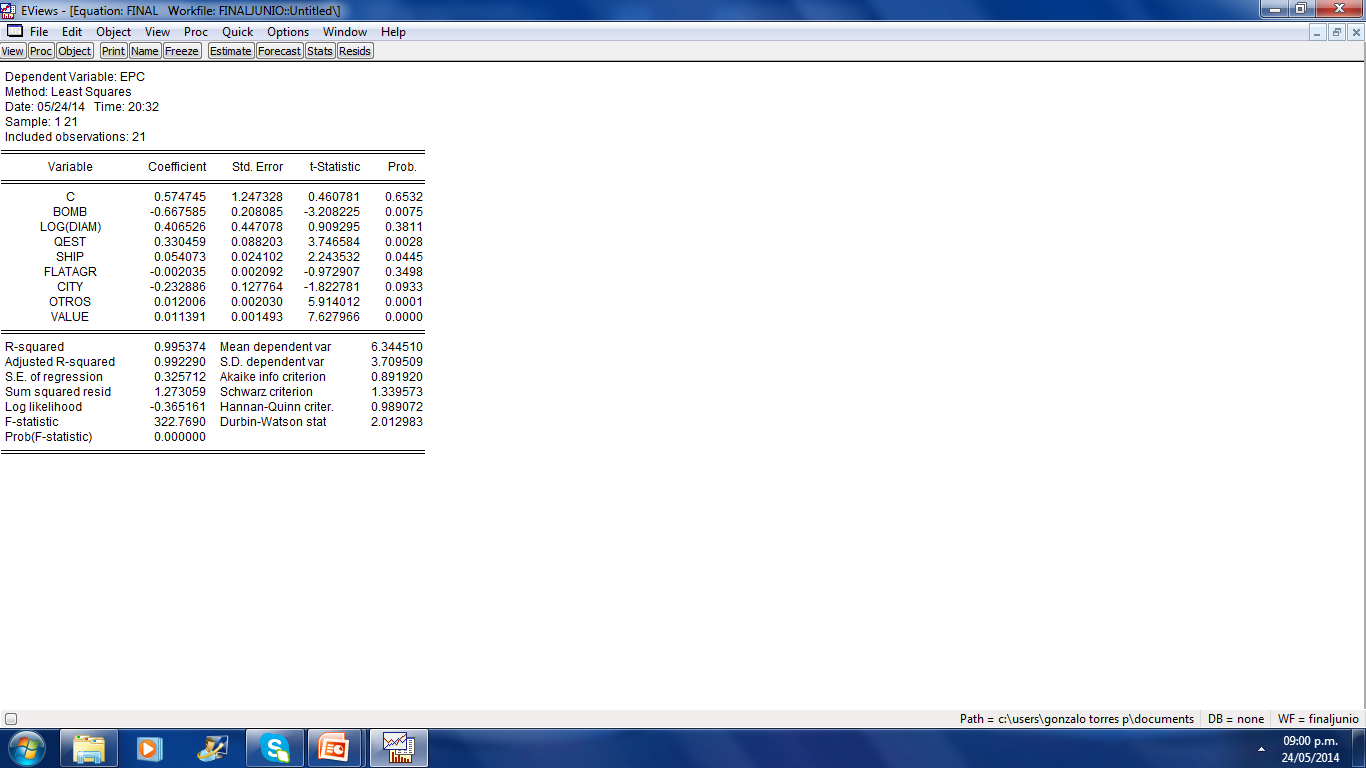 EViews - [Equation: FINAL   Workfile: FINALJUNIO::Untitled\]
File Edit Object View Proc Quick Options Window Help
View Proc Object Print Name Freeze Estimate Forecast Stats Resids
Dependent Variable: EPC
Method: Least Squares
Date: 05/24/14   Time: 20:32
Sample: 1 21
Included observations: 21
Variable Coefficient Std. Error t-Statistic Prob.
C 0.574745 1.247328 0.460781 0.6532
BOMB -0.667585 0.208085 -3.208225 0.0075
LOG(DIAM) 0.406526 0.447078 0.909295 0.3811
QEST 0.330459 0.088203 3.746584 0.0028
SHIP 0.054073 0.024102 2.243532 0.0445
FLATAGR -0.002035 0.002092 -0.972907 0.3498
CITY -0.232886 0.127764 -1.822781 0.0933
OTROS 0.012006 0.002030 5.914012 0.0001
VALUE 0.011391 0.001493 7.627966 0.0000
R-squared 0.995374 Mean dependent var 6.344510
Adjusted R-squared 0.992290 S.D. dependent var 3.709509
S.E. of regression 0.325712 Akaike info criterion 0.891920
Sum squared resid 1.273059 Schwarz criterion 1.339573
Log likelihood -0.365161 Hannan-Quinn criter. 0.989072
F-statistic 322.7690 Durbin-Watson stat 2.012983
Prob(F-statistic) 0.000000
Path = c:\users\gonzalo torres p\documents DB = none WF = finaljunio
09:00 p.m.
24/05/2014